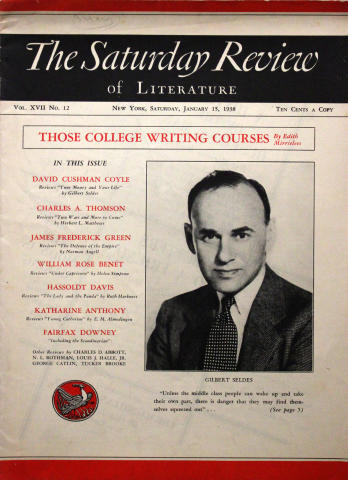 The Saturday Review
of LITERATURE
VOL. XVII No. 12
NEW YORK, SATURDAY, JANUARY 15, 1938
TEN CENTS A COPY
THOSE COLLEGE WRITING COURSES By Edith
Mirrielees
IN THIS ISSUE
DAVID CUSHMAN COYLE
Reviews "Your Money and Your Life"
by Gilbert Seldes
CHARLES A. THOMSON
Reviews "Two Wars and More to Come"
by Herbert L. Matthews
JAMES FREDERICK GREEN
Reviews "The Defence of the Empire"
by Norman Angell
WILLIAM ROSE BENÉT
Reviews "Under Capricorn" by Helen Simpson
HASSOLDT DAVIS
Reviews "The Lady and the Panda" by Ruth Harkness
KATHARINE ANTHONY
Reviews "Young Catherine" by E. M. Almedingen
FAIRFAX DOWNEY
"Including the Scandinavian"
Other Reviews by CHARLES D. ABBOTT,
N. L. ROTHMAN, LOUIS J. HALLE, JR.
GEORGE CATLIN, TUCKER BROOKE
GILBERT SELDES
"Unless the middle class people can wake up and take
their own part, there is danger that they may find them-
selves squeezed out" . . .
(See page 5)